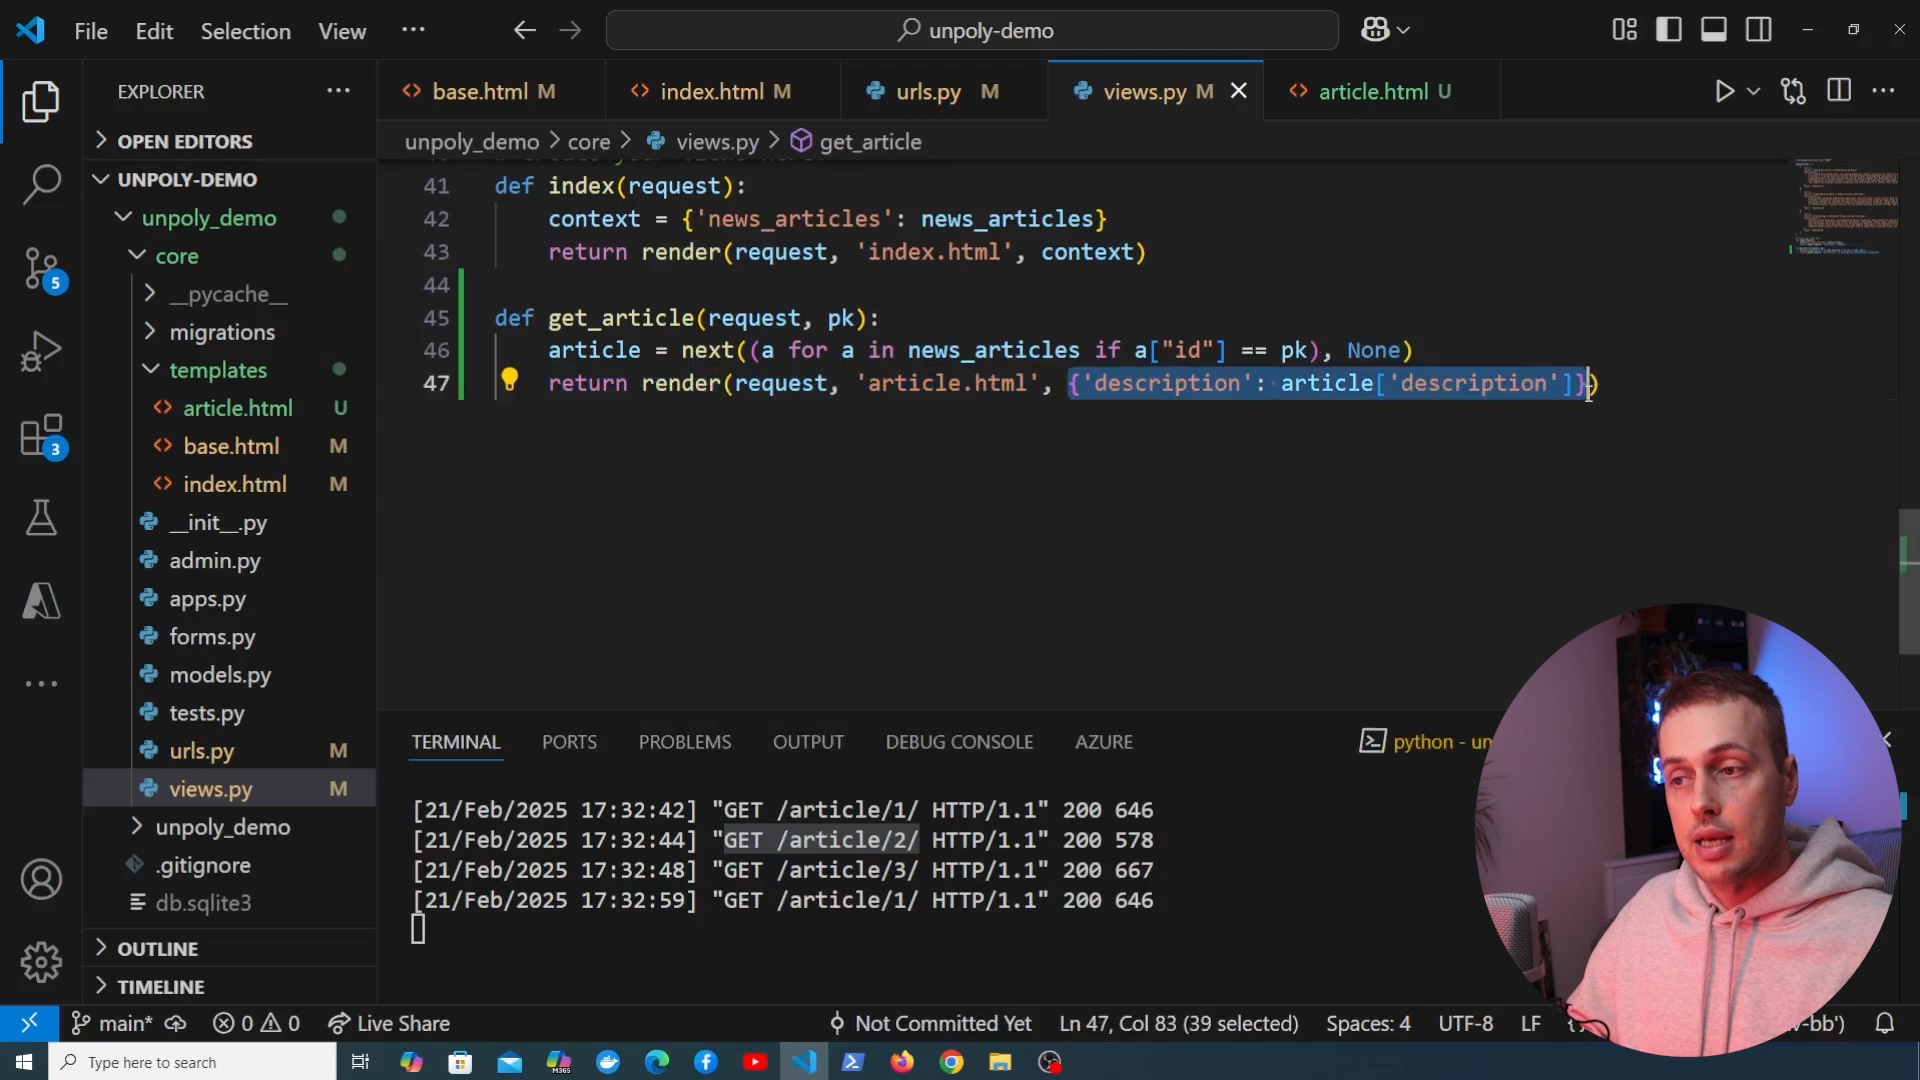 File Edit Selection View ··· unpoly-demo
EXPLORER ···
base.html M index.html M urls.py M views.py M article.html U
OPEN EDITORS
unpoly_demo > core > views.py > get_article
UNPOLY-DEMO
unpoly_demo
core
__pycache__
migrations
templates
article.html U
base.html M
index.html M
__init__.py
admin.py
apps.py
forms.py
models.py
tests.py
urls.py M
views.py M
unpoly_demo
.gitignore
db.sqlite3
OUTLINE
TIMELINE
5
3
41 def index(request):
42 context = {'news_articles': news_articles}
43 return render(request, 'index.html', context)
44
45 def get_article(request, pk):
46 article = next((a for a in news_articles if a["id"] == pk), None)
47 return render(request, 'article.html', {'description': article['description']})
TERMINAL PORTS PROBLEMS OUTPUT DEBUG CONSOLE AZURE
python - un
[21/Feb/2025 17:32:42] "GET /article/1/ HTTP/1.1" 200 646
[21/Feb/2025 17:32:44] "GET /article/2/ HTTP/1.1" 200 578
[21/Feb/2025 17:32:48] "GET /article/3/ HTTP/1.1" 200 667
[21/Feb/2025 17:32:59] "GET /article/1/ HTTP/1.1" 200 646
main* 0 0 Live Share Not Committed Yet Ln 47, Col 83 (39 selected) Spaces: 4 UTF-8 LF v-bb')
Type here to search